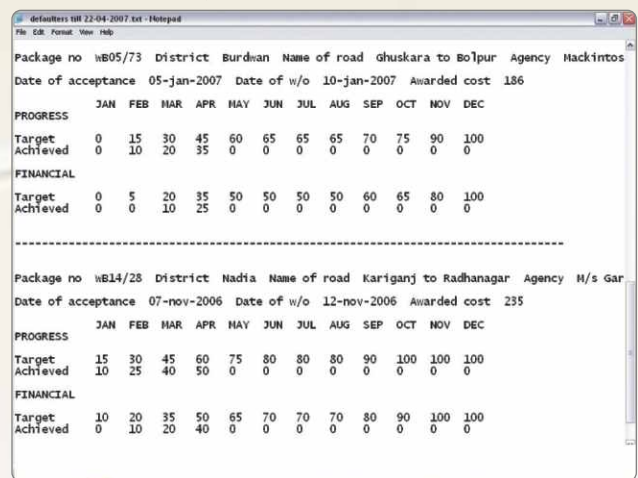 defaulters till 22-04-2007.txt - Notepad
File Edit Format View Help
Package no WB05/73 District Burdwan Name of road Ghuskara to Bolpur Agency Mackintos
Date of acceptance 05-jan-2007 Date of w/o 10-jan-2007 Awarded cost 186
JAN FEB MAR APR MAY JUN JUL AUG SEP OCT NOV DEC
PROGRESS
Target 0 15 30 45 60 65 65 65 70 75 90 100
Achieved 0 10 20 35 0 0 0 0 0 0 0 0
FINANCIAL
Target 0 5 20 35 50 50 50 50 60 65 80 100
Achieved 0 0 10 25 0 0 0 0 0 0 0 0
--------------------------------------------------------------------------------
Package no WB14/28 District Nadia Name of road Kariganj to Radhanagar Agency M/s Gar
Date of acceptance 07-nov-2006 Date of w/o 12-nov-2006 Awarded cost 235
JAN FEB MAR APR MAY JUN JUL AUG SEP OCT NOV DEC
PROGRESS
Target 15 30 45 60 75 80 80 80 90 100 100 100
Achieved 10 25 40 50 0 0 0 0 0 0 0 0
FINANCIAL
Target 10 20 35 50 65 70 70 70 80 90 100 100
Achieved 0 10 20 40 0 0 0 0 0 0 0 0